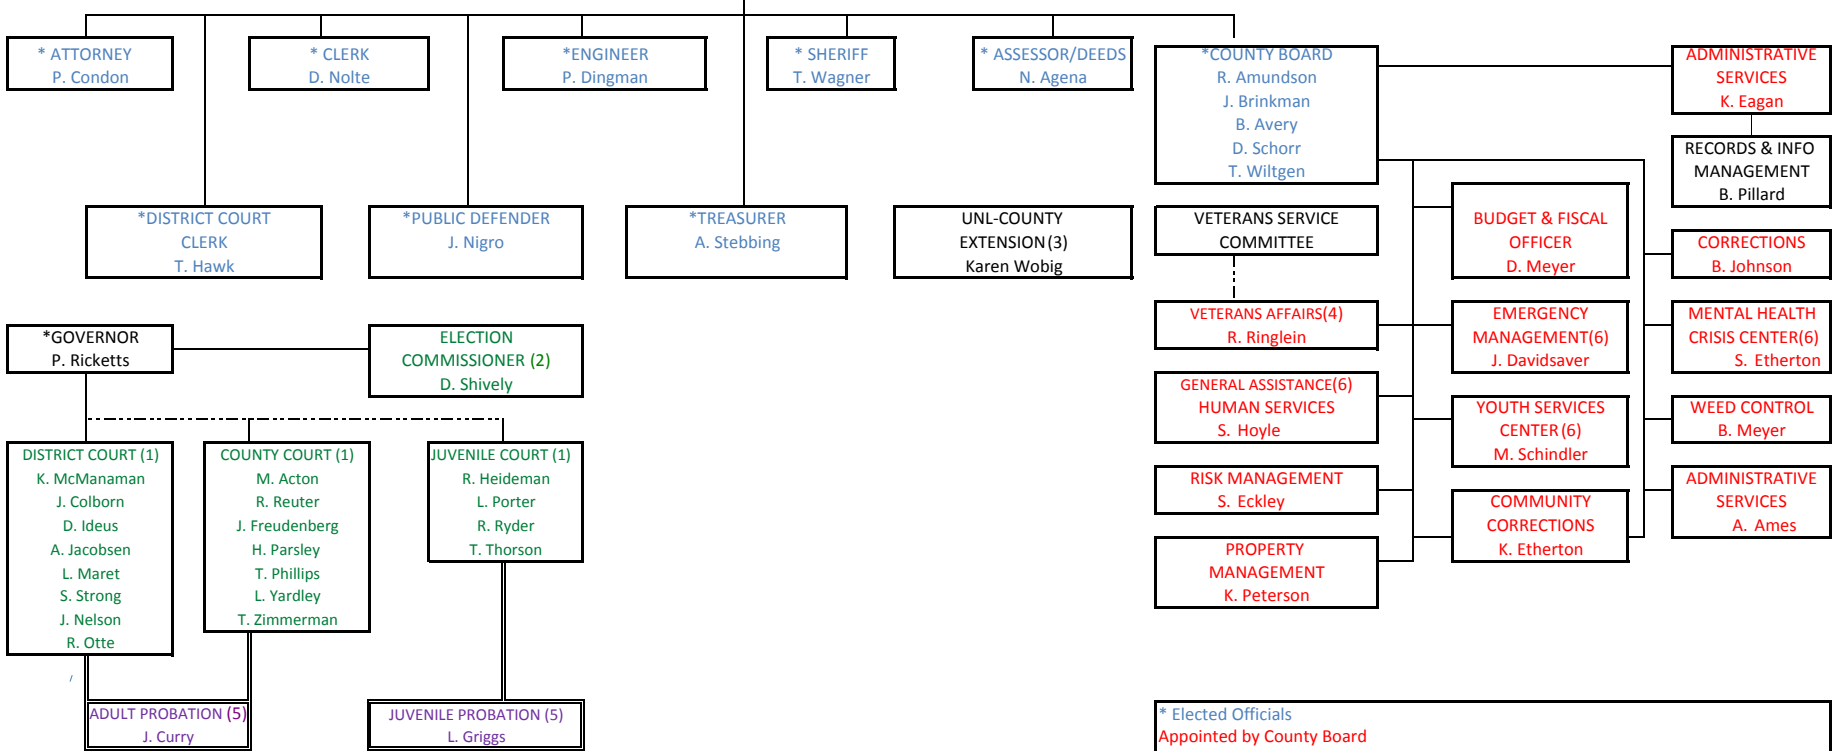 * ATTORNEY
P. Condon
* CLERK
D. Nolte
*ENGINEER
P. Dingman
* SHERIFF
T. Wagner
* ASSESSOR/DEEDS
N. Agena
*COUNTY BOARD
R. Amundson
J. Brinkman
B. Avery
D. Schorr
T. Wiltgen
ADMINISTRATIVE
SERVICES
K. Eagan
RECORDS & INFO
MANAGEMENT
B. Pillard
*DISTRICT COURT
CLERK
T. Hawk
*PUBLIC DEFENDER
J. Nigro
*TREASURER
A. Stebbing
UNL-COUNTY
EXTENSION (3)
Karen Wobig
VETERANS SERVICE
COMMITTEE
BUDGET & FISCAL
OFFICER
D. Meyer
CORRECTIONS
B. Johnson
*GOVERNOR
P. Ricketts
ELECTION
COMMISSIONER (2)
D. Shively
VETERANS AFFAIRS(4)
R. Ringlein
EMERGENCY
MANAGEMENT(6)
J. Davidsaver
MENTAL HEALTH
CRISIS CENTER(6)
S. Etherton
GENERAL ASSISTANCE(6)
HUMAN SERVICES
S. Hoyle
YOUTH SERVICES
CENTER (6)
M. Schindler
WEED CONTROL
B. Meyer
RISK MANAGEMENT
S. Eckley
COMMUNITY
CORRECTIONS
K. Etherton
ADMINISTRATIVE
SERVICES
A. Ames
PROPERTY
MANAGEMENT
K. Peterson
DISTRICT COURT (1)
K. McManaman
J. Colborn
D. Ideus
A. Jacobsen
L. Maret
S. Strong
J. Nelson
R. Otte
COUNTY COURT (1)
M. Acton
R. Reuter
J. Freudenberg
H. Parsley
T. Phillips
L. Yardley
T. Zimmerman
JUVENILE COURT (1)
R. Heideman
L. Porter
R. Ryder
T. Thorson
/
ADULT PROBATION (5)
J. Curry
JUVENILE PROBATION (5)
L. Griggs
* Elected Officials
Appointed by County Board